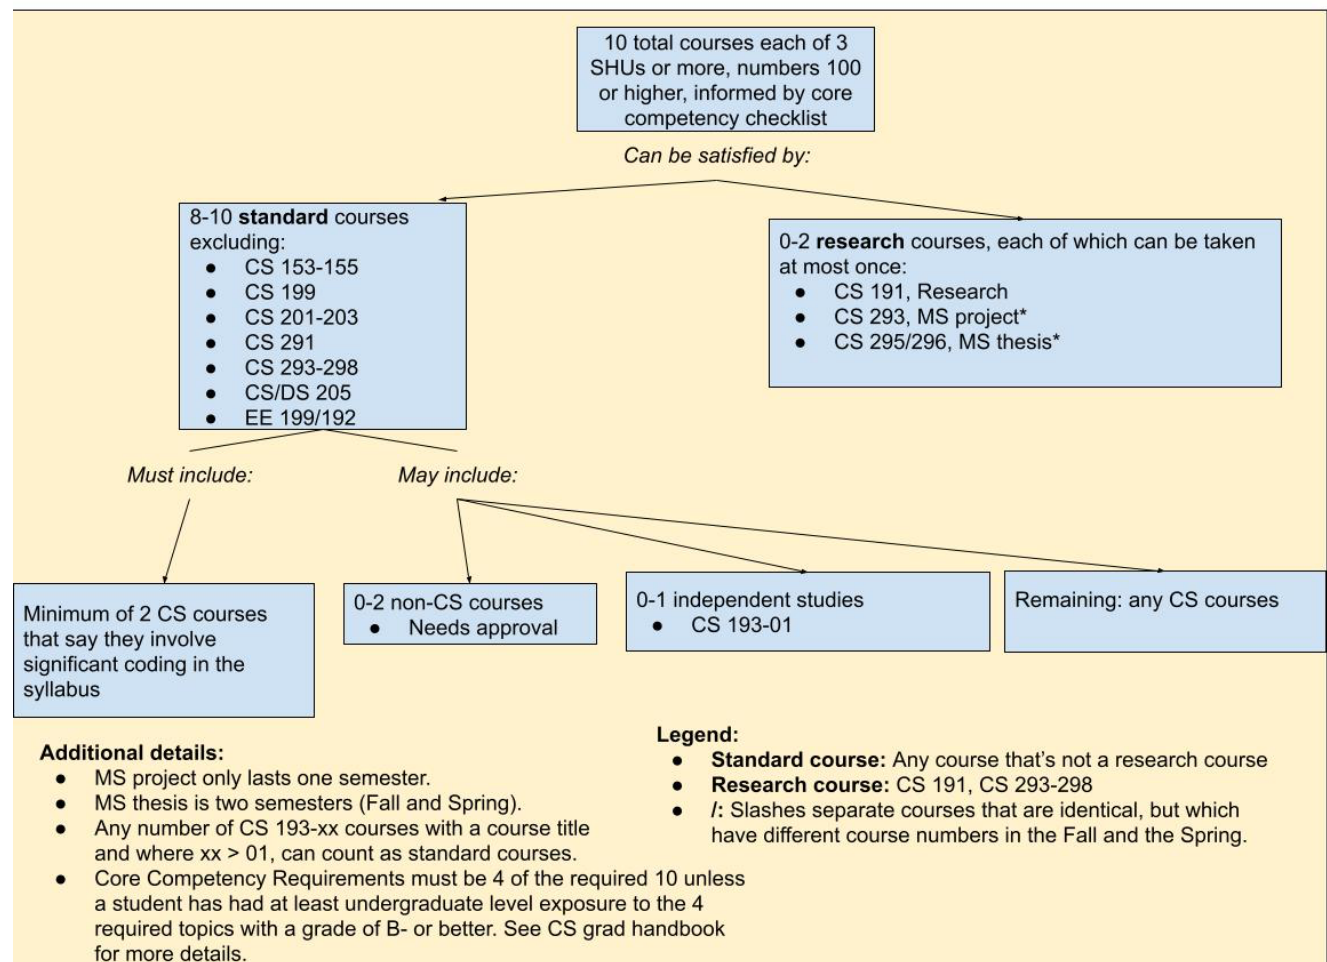 10 total courses each of 3
SHUs or more, numbers 100
or higher, informed by core
competency checklist
Can be satisfied by:
8-10 standard courses
excluding:
● CS 153-155
● CS 199
● CS 201-203
● CS 291
● CS 293-298
● CS/DS 205
● EE 199/192
0-2 research courses, each of which can be taken
at most once:
● CS 191, Research
● CS 293, MS project*
● CS 295/296, MS thesis*
Must include:
May include:
Minimum of 2 CS courses
that say they involve
significant coding in the
syllabus
0-2 non-CS courses
● Needs approval
0-1 independent studies
● CS 193-01
Remaining: any CS courses
Additional details:
● MS project only lasts one semester.
● MS thesis is two semesters (Fall and Spring).
● Any number of CS 193-xx courses with a course title
and where xx > 01, can count as standard courses.
● Core Competency Requirements must be 4 of the required 10 unless
a student has had at least undergraduate level exposure to the 4
required topics with a grade of B- or better. See CS grad handbook
for more details.
Legend:
● Standard course: Any course that's not a research course
● Research course: CS 191, CS 293-298
● /: Slashes separate courses that are identical, but which
have different course numbers in the Fall and the Spring.